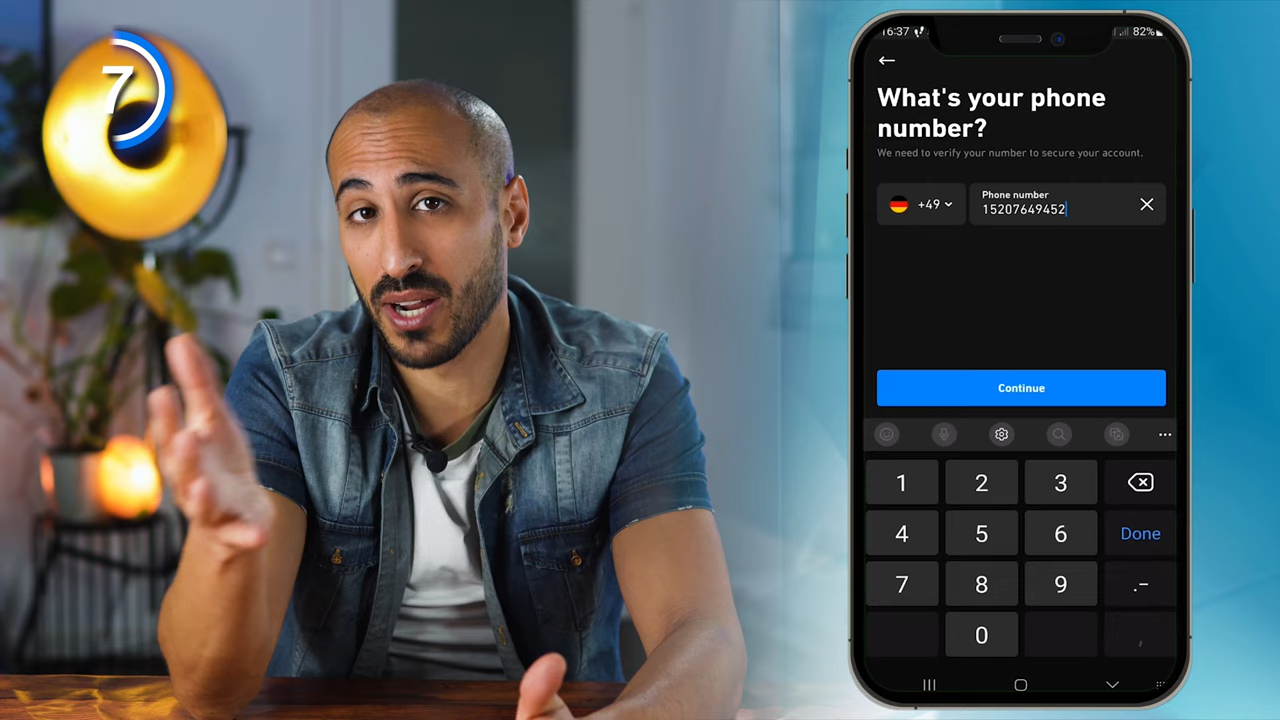 7
16:37
82%
What's your phone
number?
We need to verify your number to secure your account.
+49
Phone number
15207649452
Continue
1 2 3
4 5 6 Done
7 8 9 .-
0 ,